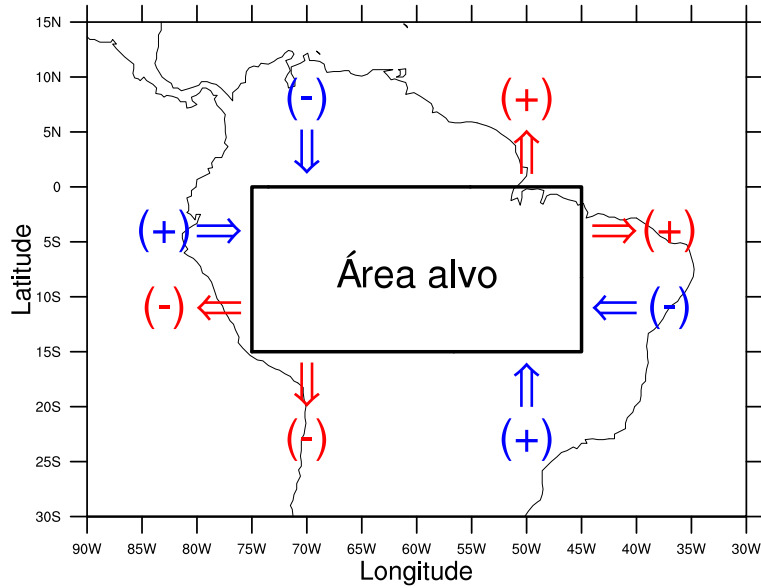 15N
10N
5N
0
5S
10S
15S
20S
25S
30S
Latitude
(-)
(+)
(+)
(+)
Área alvo
(-)
(-)
(-)
(+)
90W 85W 80W 75W 70W 65W 60W 55W 50W 45W 40W 35W 30W
Longitude